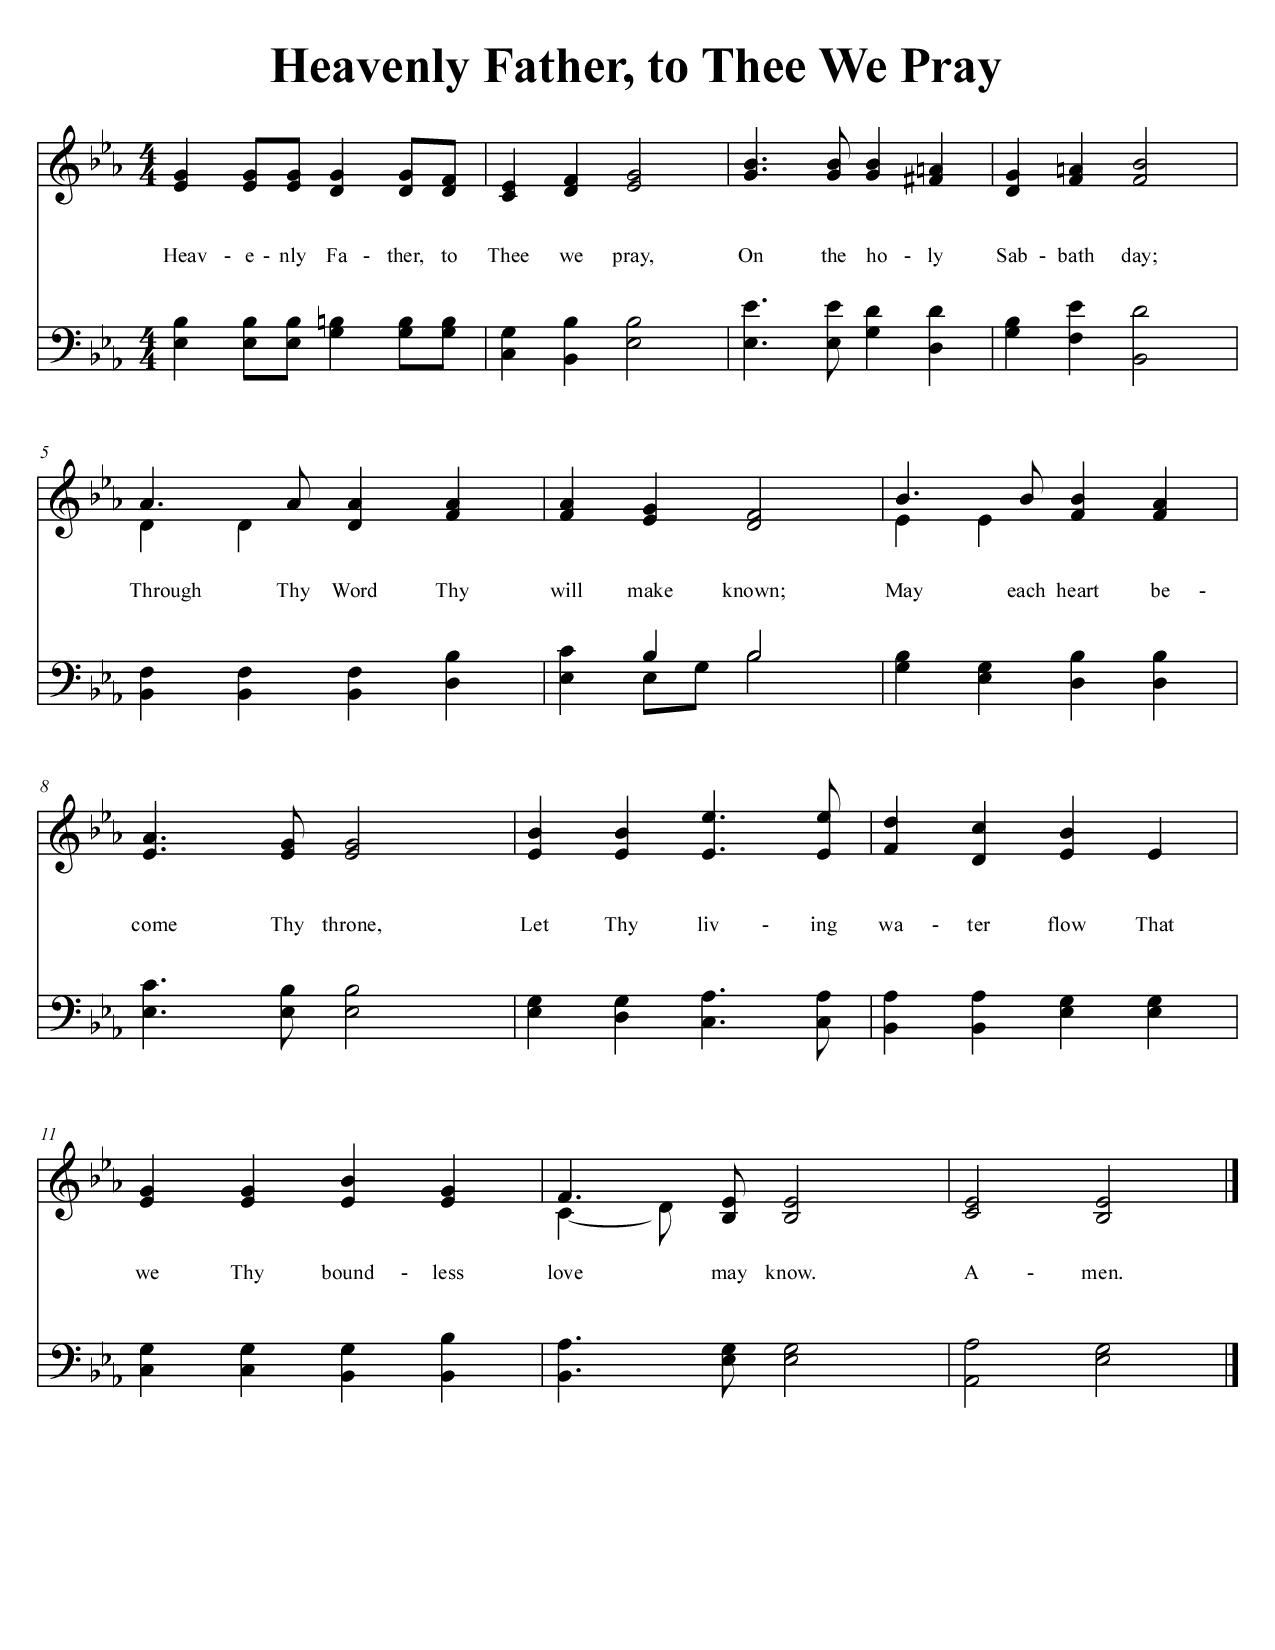 Heavenly Father, to Thee We Pray
4 4
Heav - e - nly Fa - ther, to Thee we pray, On the ho - ly Sab - bath day;
4 4
5
Through Thy Word Thy will make known; May each heart be -
8
come Thy throne, Let Thy liv - ing wa - ter flow That
11
we Thy bound - less love may know. A - men.